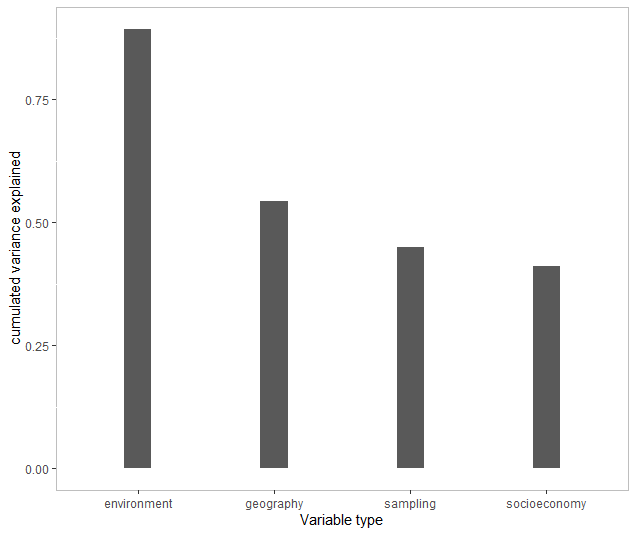 cumulated variance explained
0.75
0.50
0.25
0.00
environment
geography
sampling
socioeconomy
Variable type